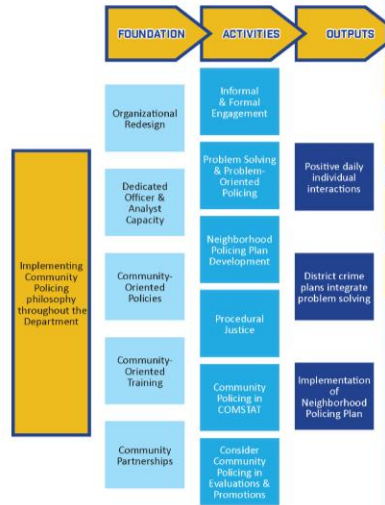 FOUNDATION
ACTIVITIES
OUTPUTS
Implementing
Community
Policing
philosophy
throughout the
Department
Organizational
Redesign
Dedicated
Officer &
Analyst
Capacity
Community-
Oriented
Policies
Community-
Oriented
Training
Community
Partnerships
Informal
& Formal
Engagement
Problem Solving
& Problem-
Oriented
Policing
Neighborhood
Policing Plan
Development
Procedural
Justice
Community
Policing in
COMSTAT
Consider
Community
Policing in
Evaluations &
Promotions
Positive daily
individual
interactions
District crime
plans integrate
problem solving
Implementation
of
Neighborhood
Policing Plan